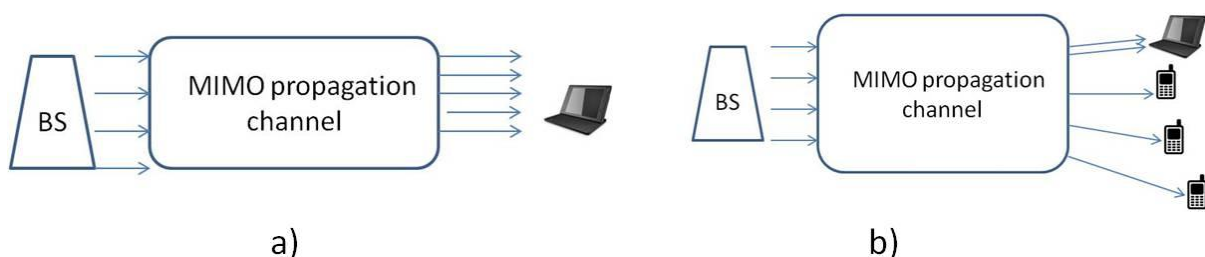 BS
MIMO propagation
channel
a)
BS
MIMO propagation
channel
b)